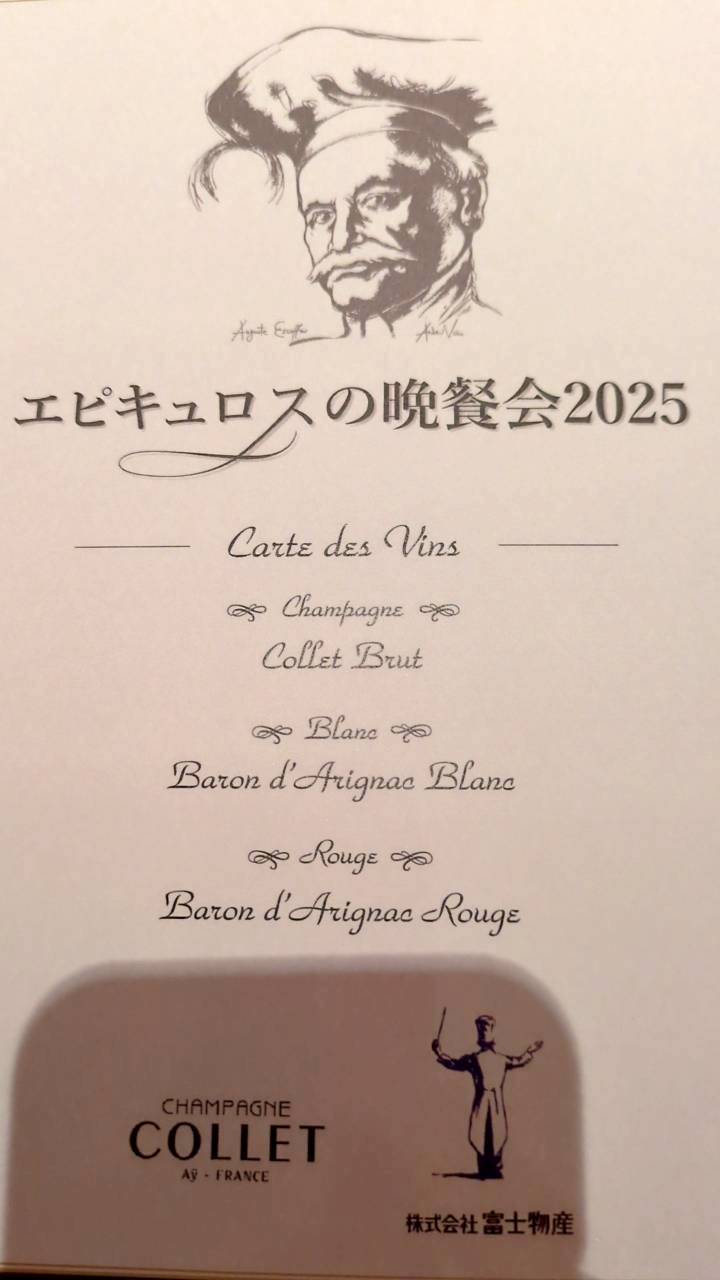 Auguste Escoffier
エピキュロスの晩餐会2025
Carte des Vins
Champagne
Collet Brut
Blanc
Baron d'Arignac Blanc
Rouge
Baron d'Arignac Rouge
CHAMPAGNE
COLLET
Aÿ - FRANCE
株式会社 富士物産